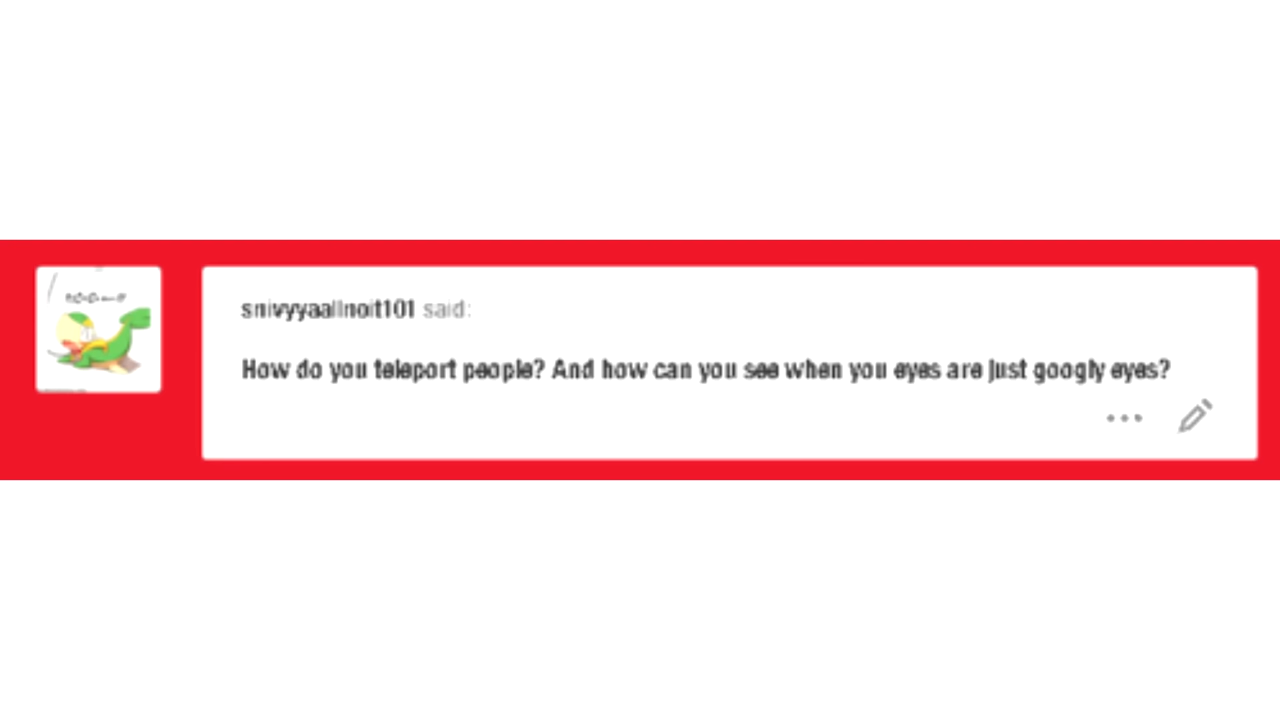 snivyyaallnoit101 said:
How do you teleport people? And how can you see when you eyes are just googly eyes?